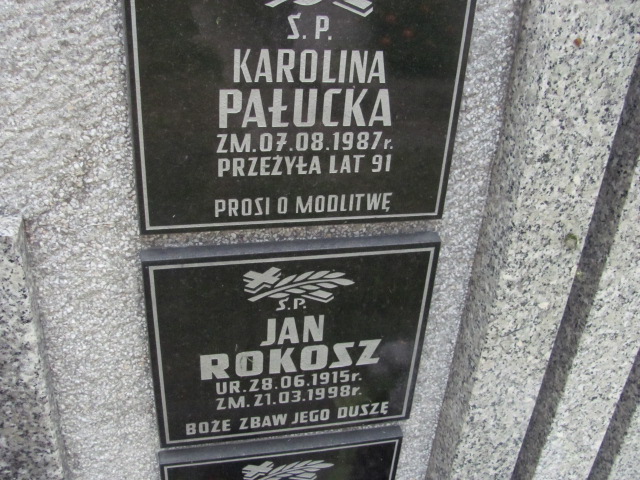 Ś.P.
KAROLINA
PAŁUCKA
ZM.07.08.1987r.
PRZEŻYŁA LAT 91
PROSI O MODLITWĘ
Ś.P.
JAN
ROKOSZ
UR.28.06.1915r.
ZM.21.03.1998r.
BOŻE ZBAW JEGO DUSZĘ